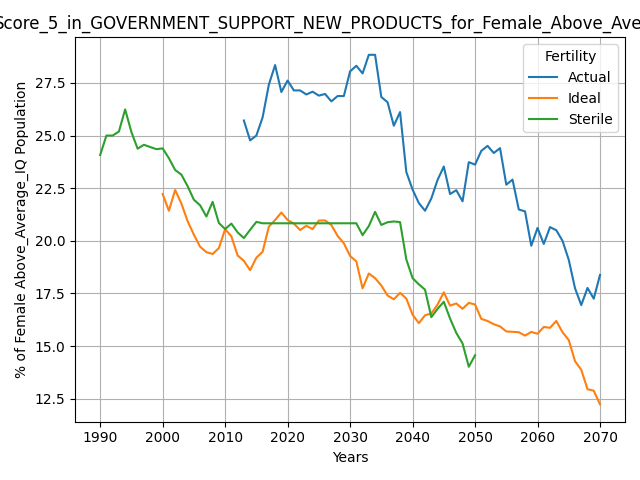 Score_5_in_GOVERNMENT_SUPPORT_NEW_PRODUCTS_for_Female_Above_Ave
Fertility
Actual
Ideal
Sterile
% of Female Above_Average_IQ Population
27.5
25.0
22.5
20.0
17.5
15.0
12.5
1990 2000 2010 2020 2030 2040 2050 2060 2070
Years